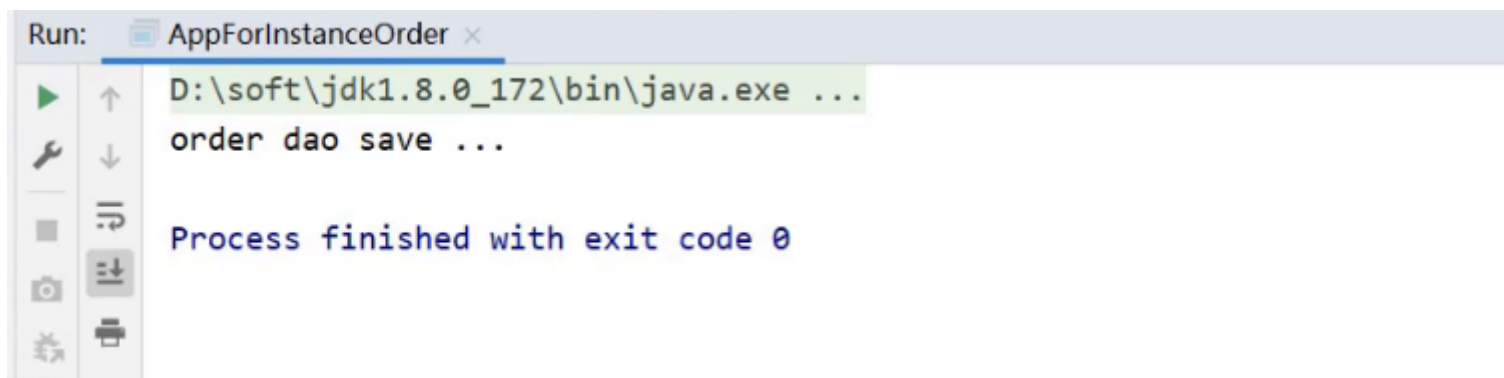 Run: AppForInstanceOrder ×
D:\soft\jdk1.8.0_172\bin\java.exe ...
order dao save ...
Process finished with exit code 0